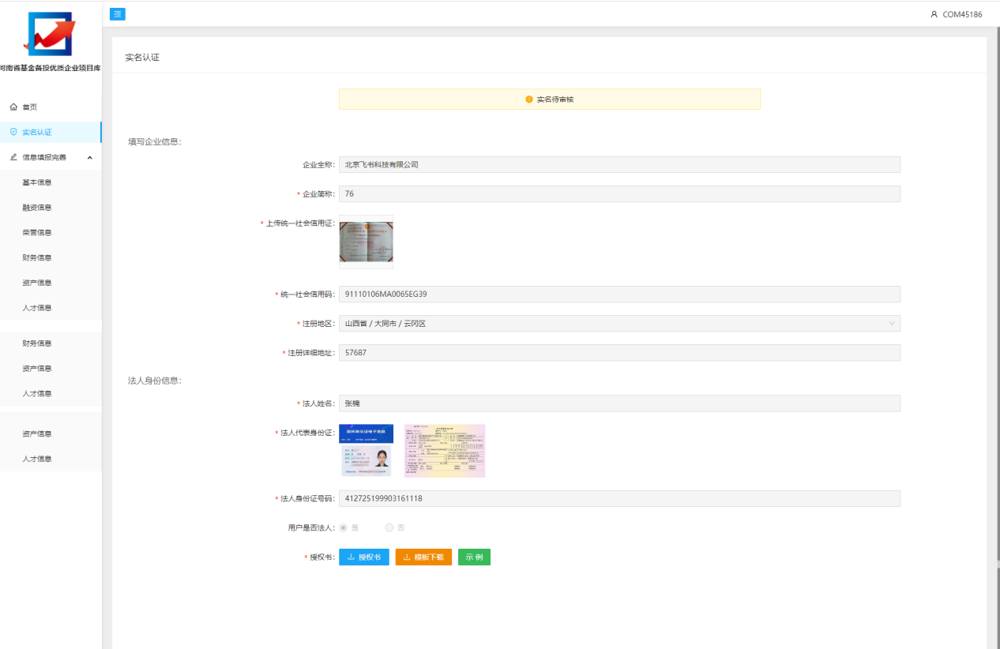 COM45186
河南省基金备投优质企业项目库
首页
实名认证
信息填报完善
基本信息
融资信息
荣誉信息
财务信息
资产信息
人才信息
财务信息
资产信息
人才信息
资产信息
人才信息
实名认证
实名待审核
填写企业信息:
企业全称: 北京飞书科技有限公司
* 企业简称: 76
* 上传统一社会信用证:
* 统一社会信用码: 91110106MA0065EG39
* 注册地区: 山西省 / 大同市 / 云冈区
* 注册详细地址: 57687
法人身份信息:
* 法人姓名: 张楠
* 法人代表身份证:
居民身份证电子信息
* 法人身份证号码: 412725199903161118
用户是否法人: 是 否
* 授权书: 授权书 模板下载 示例